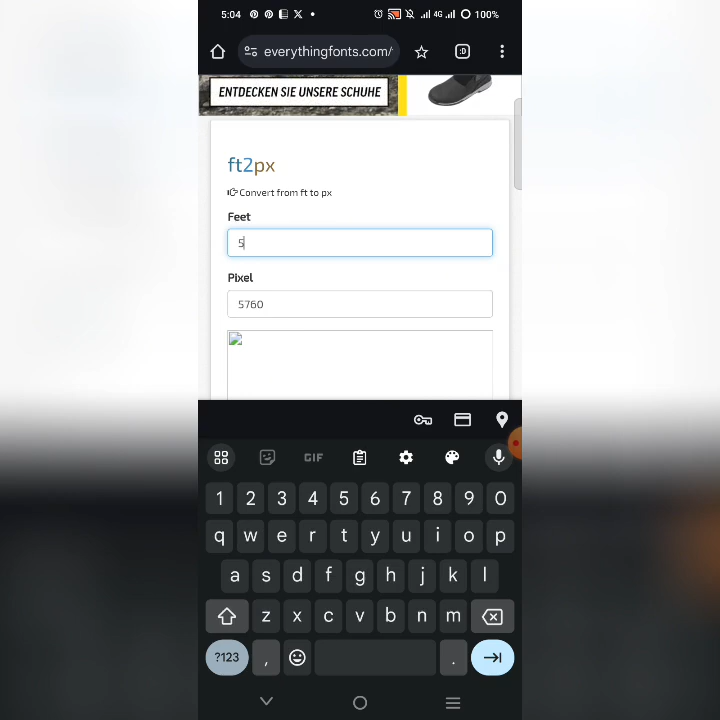 5:04 X 4G 100%
everythingfonts.com/
ENTDECKEN SIE UNSERE SCHUHE
ft2px
Convert from ft to px
Feet
5
Pixel
5760
GIF
1 2 3 4 5 6 7 8 9 0
q w e r t y u i o p
a s d f g h j k l
z x c v b n m
?123 , .